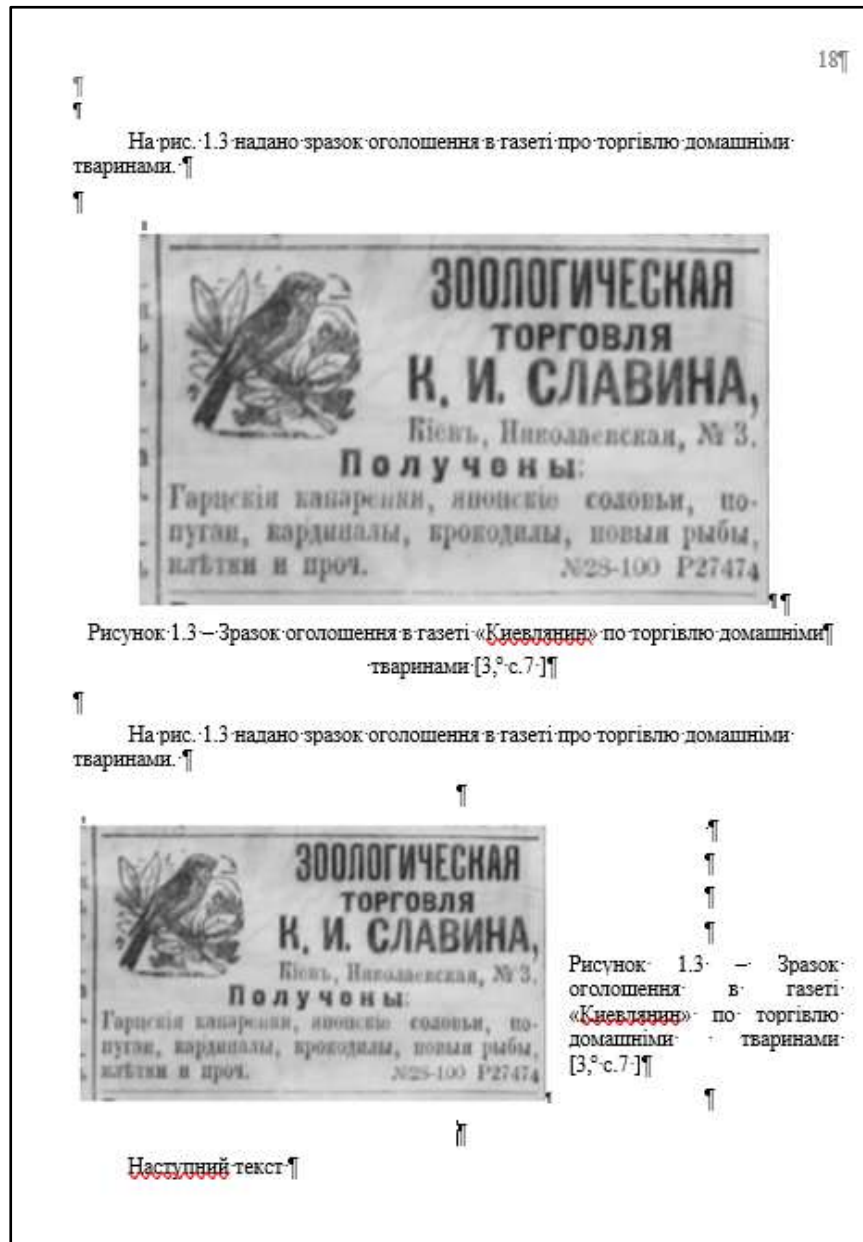 18¶
¶
¶
На рис. 1.3 надано зразок оголошення в газеті про торгівлю домашніми
тваринами. ¶
¶
ЗООЛОГИЧЕСКАЯ
ТОРГОВЛЯ
К. И. СЛАВИНА,
Кіевъ, Николаевская, № 3.
Получены:
Гарцскія канарейки, японскіе соловьи, по-
пугаи, кардиналы, крокодилы, новыя рыбы,
клѣтки и проч. №28-100 Р27474
¶¶
Рисунок 1.3 – Зразок оголошення в газеті «Киевлянин» по торгівлю домашніми¶
тваринами [3,° с.7 ]¶
¶
На рис. 1.3 надано зразок оголошення в газеті про торгівлю домашніми
тваринами. ¶
¶
ЗООЛОГИЧЕСКАЯ
ТОРГОВЛЯ
К. И. СЛАВИНА,
Кіевъ, Николаевская, № 3.
Получены:
Гарцскія канарейки, японскіе соловьи, по-
пугаи, кардиналы, крокодилы, новыя рыбы,
клѣтки и проч. №28-100 Р27474
¶
¶
¶
¶
¶
Рисунок 1.3 – Зразок
оголошення в газеті
«Киевлянин» по торгівлю
домашніми тваринами
[3,° с.7 ]¶
¶
¶
Наступний текст ¶